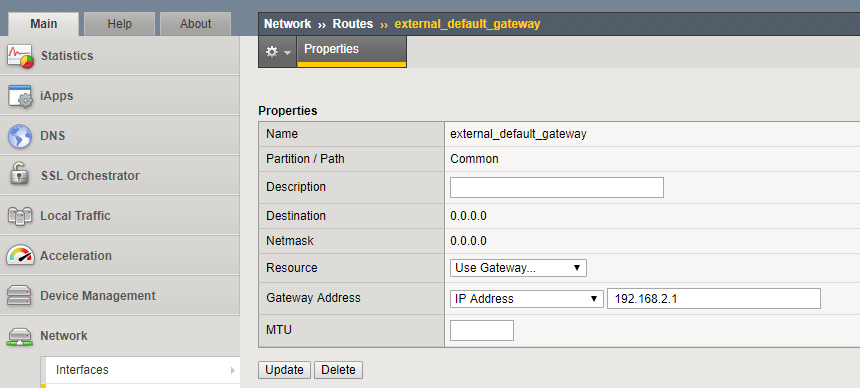 Main
Help
About
Statistics
iApps
DNS
SSL Orchestrator
Local Traffic
Acceleration
Device Management
Network
Interfaces
Network ›› Routes ›› external_default_gateway
Properties
Properties
Name external_default_gateway
Partition / Path Common
Description
Destination 0.0.0.0
Netmask 0.0.0.0
Resource Use Gateway...
Gateway Address IP Address 192.168.2.1
MTU
Update Delete